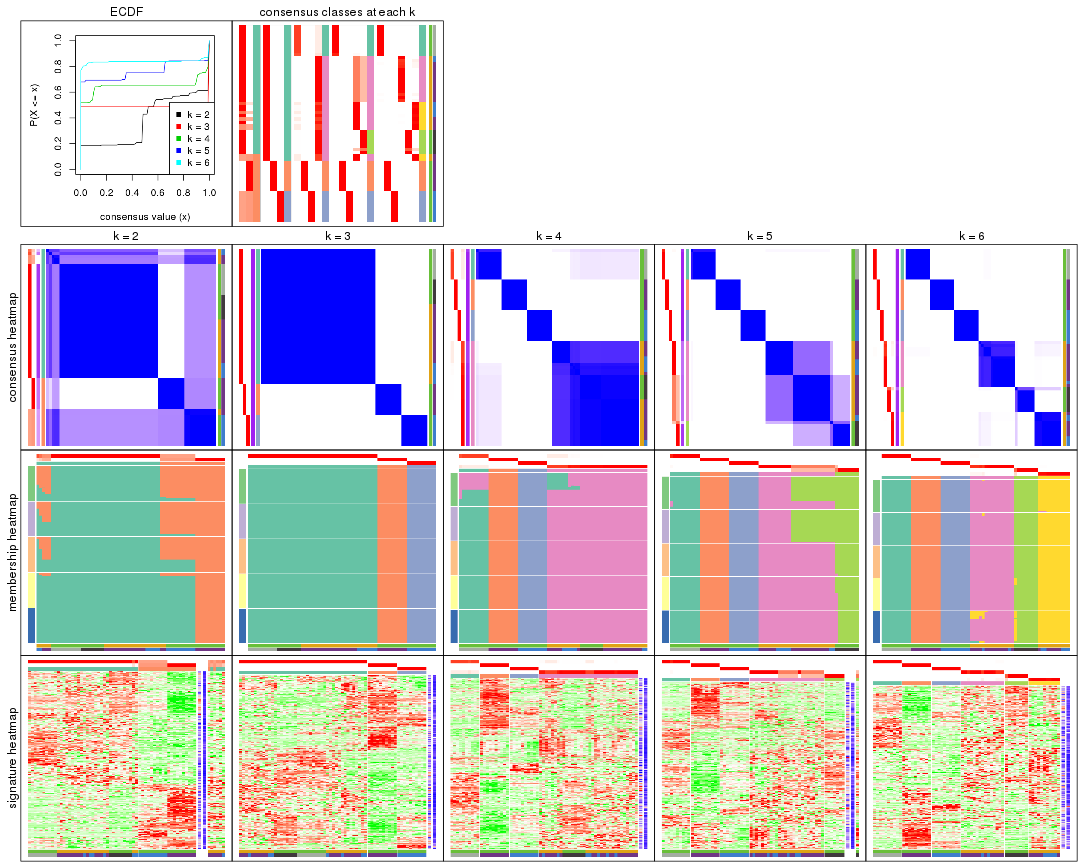 ECDF
consensus classes at each k
P(X <= x)
1.0
0.8
0.6
0.4
0.2
0.0
k = 2
k = 3
k = 4
k = 5
k = 6
0.0 0.2 0.4 0.6 0.8 1.0
consensus value (x)
k = 2 k = 3 k = 4 k = 5 k = 6
consensus heatmap
membership heatmap
signature heatmap